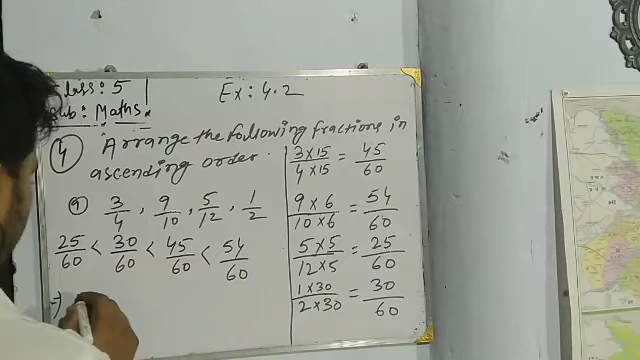 Class: 5
Sub: Maths.
Ex: 4.2
4 Arrange the following fractions in
ascending order.
a) 3/4, 9/10, 5/12, 1/2
25/60 < 30/60 < 45/60 < 54/60
→
3×15/4×15 = 45/60
9×6/10×6 = 54/60
5×5/12×5 = 25/60
1×30/2×30 = 30/60